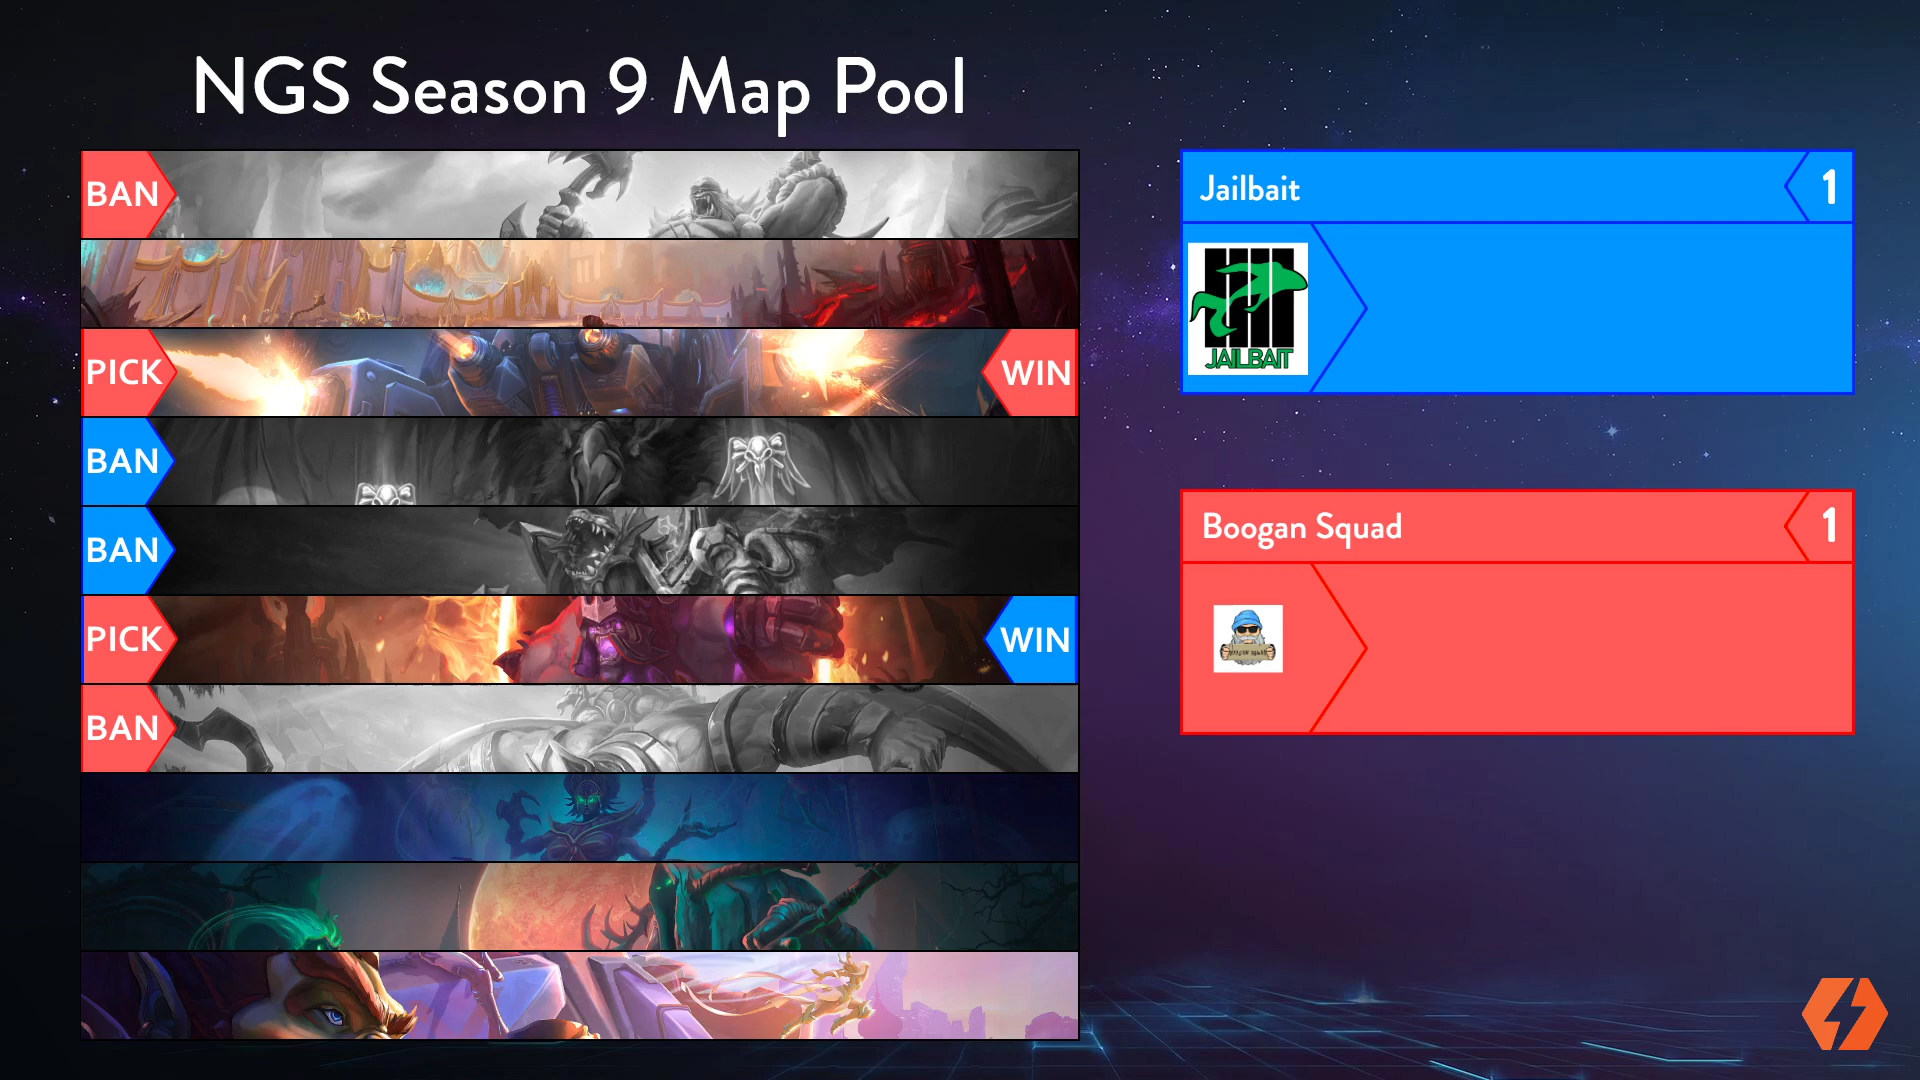 NGS Season 9 Map Pool
BAN
PICK
WIN
BAN
BAN
PICK
WIN
BAN
Jailbait
1
JAILBAIT
Boogan Squad
1